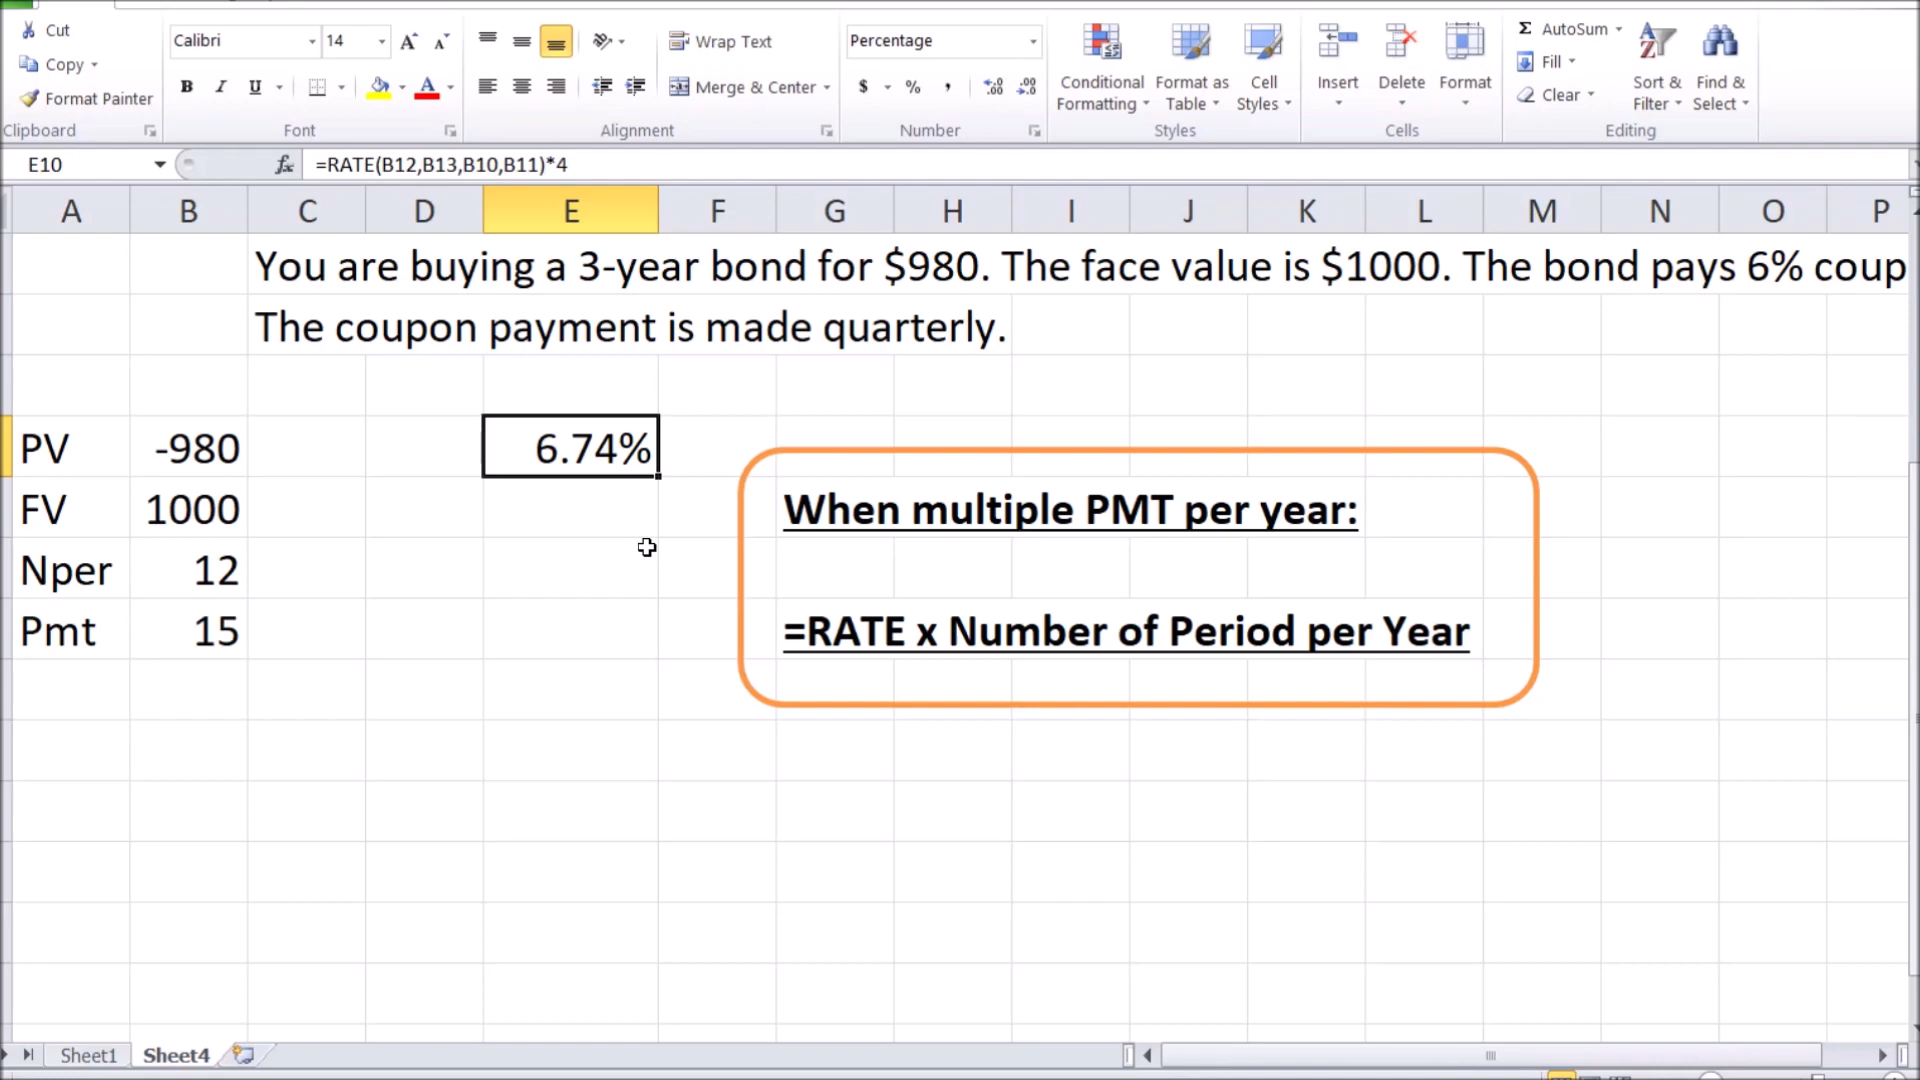 Cut
Copy
Format Painter
Clipboard
Calibri
14
B I U
A
Font
Wrap Text
Merge & Center
Alignment
Percentage
$ % ,
Number
Conditional Formatting
Format as Table
Cell Styles
Styles
Insert
Delete
Format
Cells
Σ AutoSum
Fill
Clear
Sort & Filter
Find & Select
Editing
E10
fx
=RATE(B12,B13,B10,B11)*4
A B C D E F G H I J K L M N O P
You are buying a 3-year bond for $980. The face value is $1000. The bond pays 6% coup
The coupon payment is made quarterly.
PV -980 6.74%
FV 1000
When multiple PMT per year:
Nper 12
Pmt 15
=RATE x Number of Period per Year
Sheet1
Sheet4